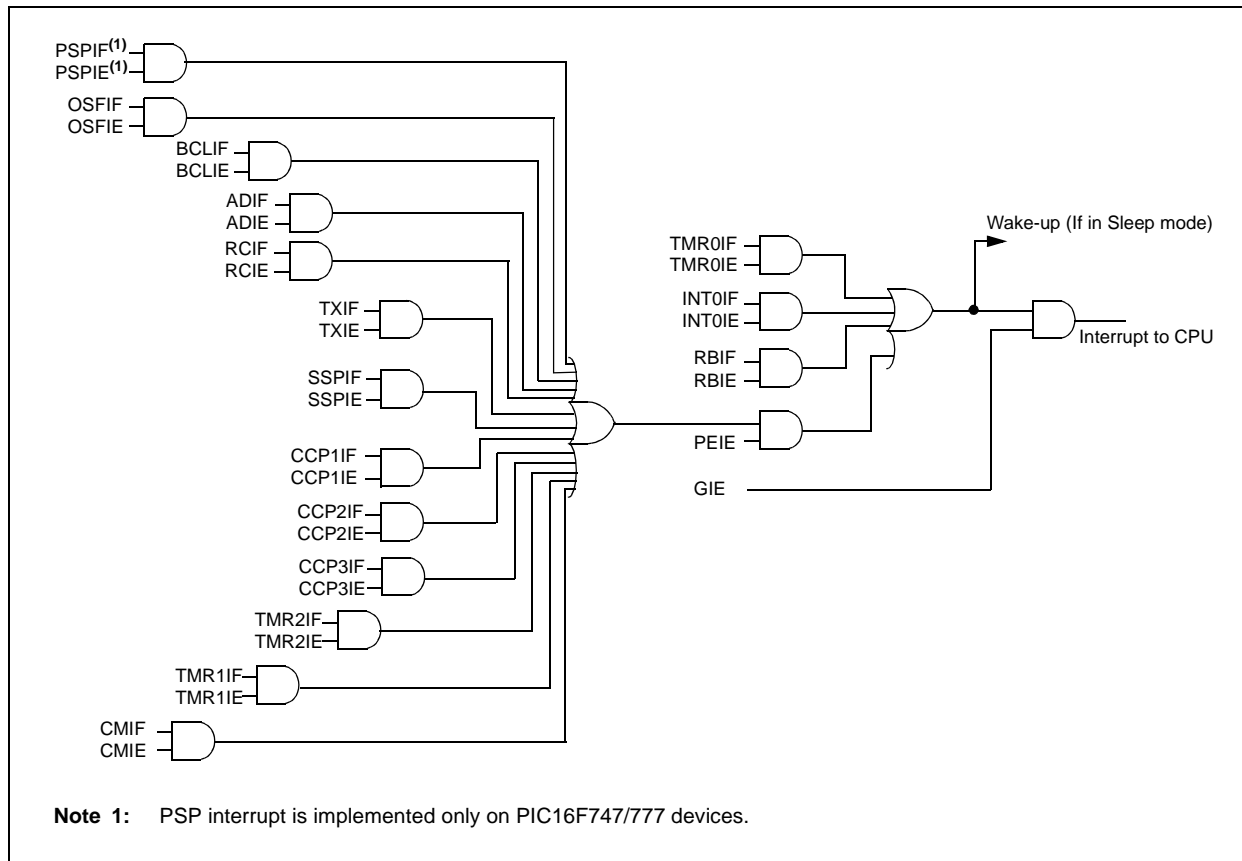 PSPIF(1)
PSPIE(1)
OSFIF
OSFIE
BCLIF
BCLIE
ADIF
ADIE
RCIF
RCIE
TXIF
TXIE
SSPIF
SSPIE
CCP1IF
CCP1IE
CCP2IF
CCP2IE
CCP3IF
CCP3IE
TMR2IF
TMR2IE
TMR1IF
TMR1IE
CMIF
CMIE
TMR0IF
TMR0IE
INT0IF
INT0IE
RBIF
RBIE
PEIE
GIE
Wake-up (If in Sleep mode)
Interrupt to CPU
Note 1: PSP interrupt is implemented only on PIC16F747/777 devices.